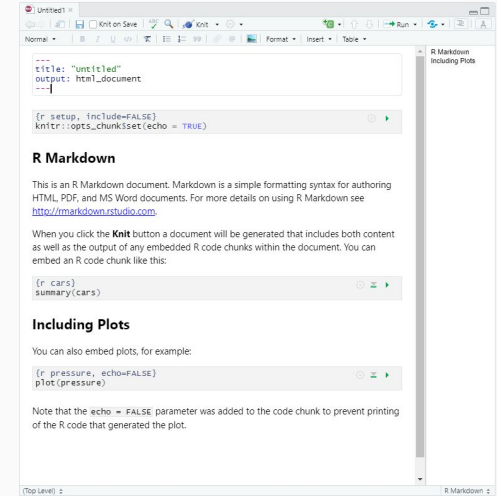 Untitled1
Knit on Save
Knit
Run
Normal
B I U
Format
Insert
Table
R Markdown
Including Plots
---
title: "Untitled"
output: html_document
---
{r setup, include=FALSE}
knitr::opts_chunk$set(echo = TRUE)
R Markdown
This is an R Markdown document. Markdown is a simple formatting syntax for authoring
HTML, PDF, and MS Word documents. For more details on using R Markdown see
http://rmarkdown.rstudio.com.
When you click the Knit button a document will be generated that includes both content
as well as the output of any embedded R code chunks within the document. You can
embed an R code chunk like this:
{r cars}
summary(cars)
Including Plots
You can also embed plots, for example:
{r pressure, echo=FALSE}
plot(pressure)
Note that the echo = FALSE parameter was added to the code chunk to prevent printing
of the R code that generated the plot.
(Top Level)
R Markdown